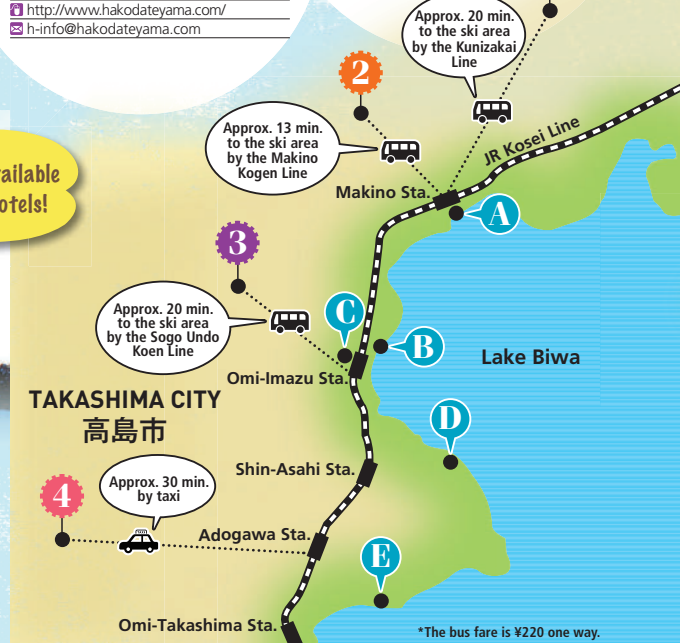 http://www.hakodateyama.com/
h-info@hakodateyama.com
Approx. 20 min.
to the ski area
by the Kunizakai
Line
2
Approx. 13 min.
to the ski area
by the Makino
Kogen Line
JR Kosei Line
Makino Sta.
A
ailable
otels!
3
Approx. 20 min.
to the ski area
by the Sogo Undo
Koen Line
C
B
Lake Biwa
Omi-Imazu Sta.
TAKASHIMA CITY
高島市
D
Shin-Asahi Sta.
4
Approx. 30 min.
by taxi
Adogawa Sta.
E
Omi-Takashima Sta.
*The bus fare is ¥220 one way.